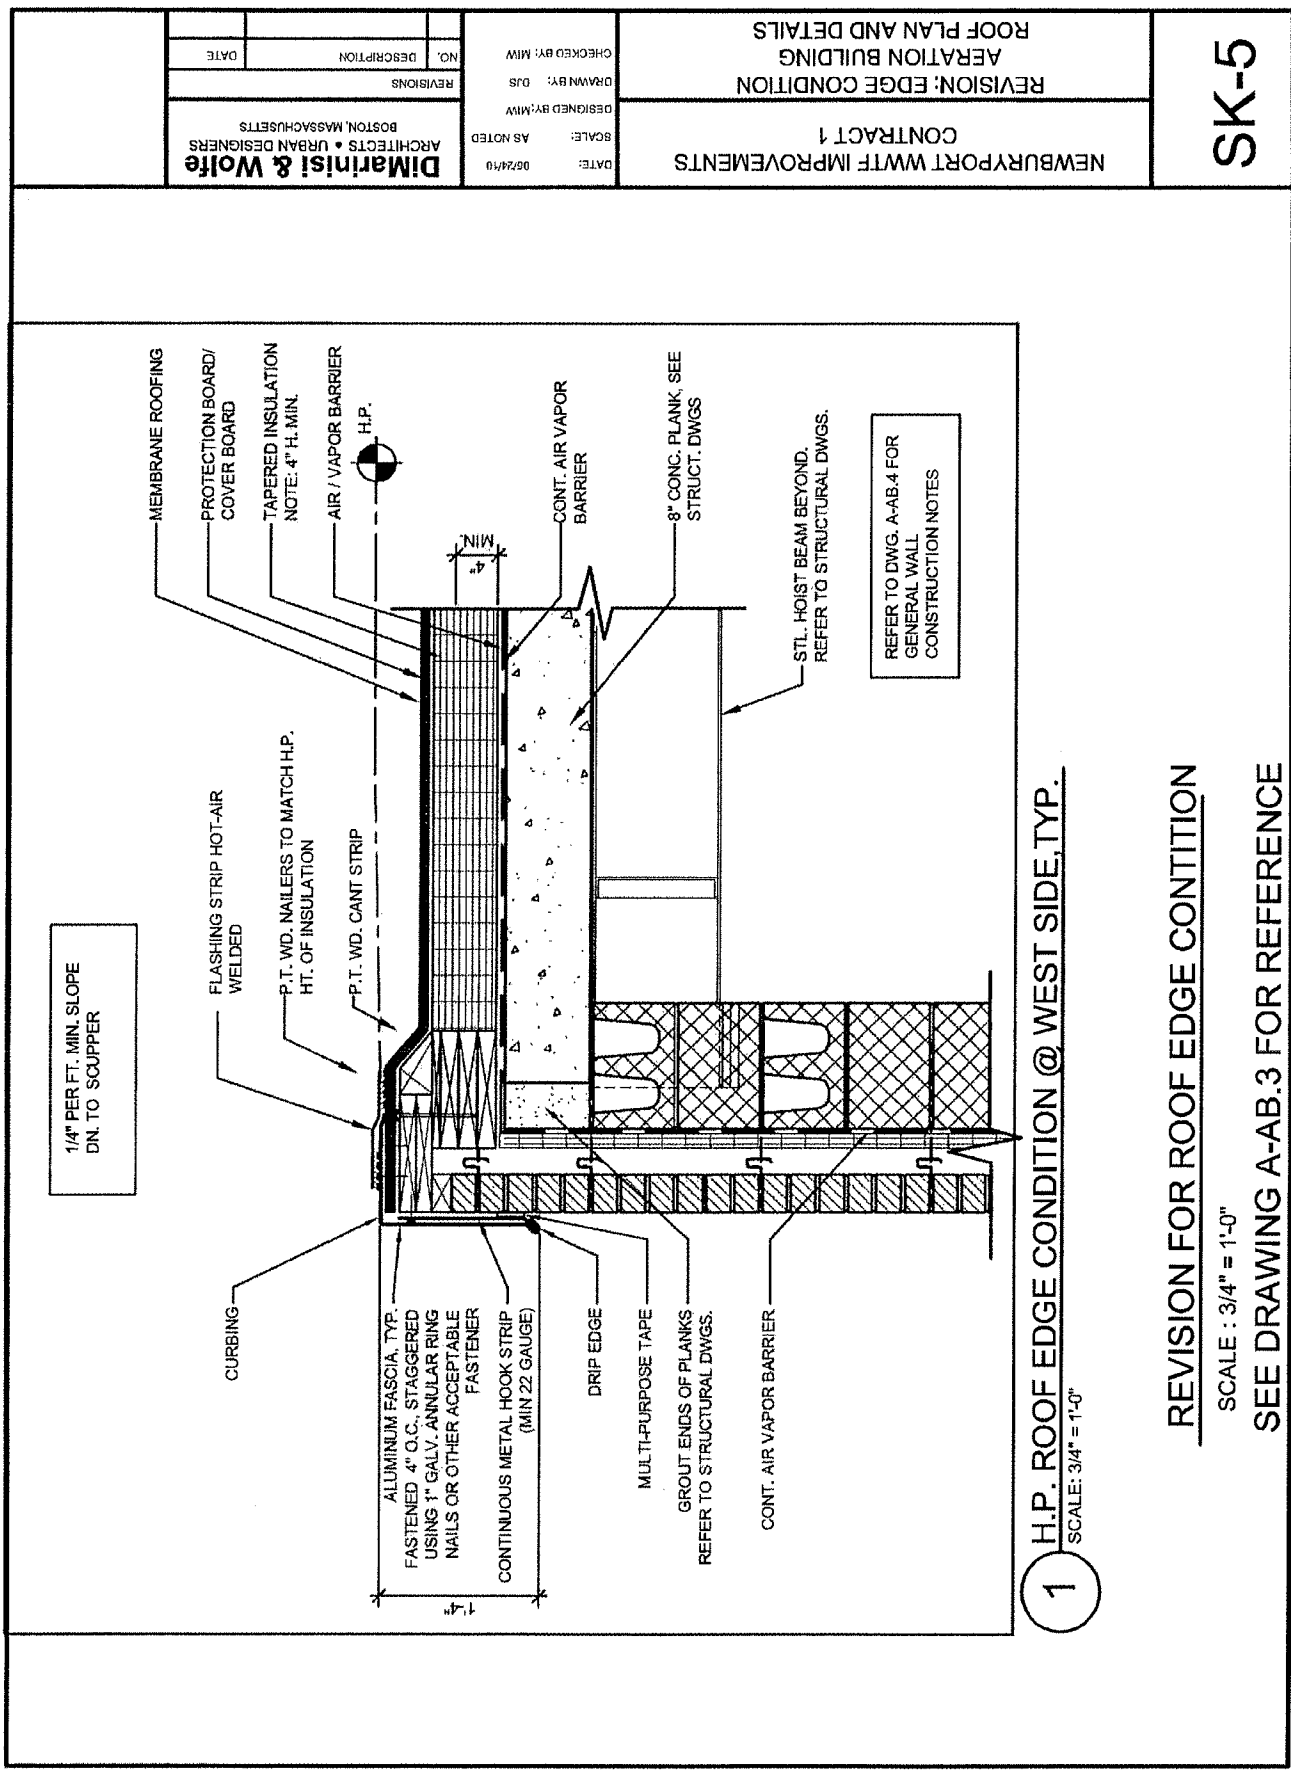 1/4" PER FT. MIN. SLOPE
DN. TO SCUPPER
CURBING
ALUMINUM FASCIA, TYP.
FASTENED 4" O.C., STAGGERED
USING 1" GALV. ANNULAR RING
NAILS OR OTHER ACCEPTABLE
FASTENER
CONTINUOUS METAL HOOK STRIP
(MIN 22 GAUGE)
1'-4"
DRIP EDGE
MULTI-PURPOSE TAPE
GROUT ENDS OF PLANKS
REFER TO STRUCTURAL DWGS.
CONT. AIR VAPOR BARRIER
FLASHING STRIP HOT-AIR
WELDED
P.T. WD. NAILERS TO MATCH H.P.
HT. OF INSULATION
P.T. WD. CANT STRIP
MEMBRANE ROOFING
PROTECTION BOARD/
COVER BOARD
TAPERED INSULATION
NOTE: 4" H. MIN.
AIR / VAPOR BARRIER
H.P.
4"
MIN.
CONT. AIR VAPOR
BARRIER
8" CONC. PLANK, SEE
STRUCT. DWGS
STL. HOIST BEAM BEYOND.
REFER TO STRUCTURAL DWGS.
REFER TO DWG. A-AB.4 FOR
GENERAL WALL
CONSTRUCTION NOTES
1
H.P. ROOF EDGE CONDITION @ WEST SIDE, TYP.
SCALE: 3/4" = 1'-0"
REVISION FOR ROOF EDGE CONTITION
SCALE : 3/4" = 1'-0"
SEE DRAWING A-AB.3 FOR REFERENCE
NEWBURYPORT WWTF IMPROVEMENTS
CONTRACT 1
REVISION: EDGE CONDITION
AERATION BUILDING
ROOF PLAN AND DETAILS
DATE: 06/24/10
SCALE: AS NOTED
DESIGNED BY: MIW
DRAWN BY: DJS
CHECKED BY: MIW
DiMarinisi & Wolfe
ARCHITECTS • URBAN DESIGNERS
BOSTON, MASSACHUSETTS
REVISIONS
NO. DESCRIPTION DATE
SK-5